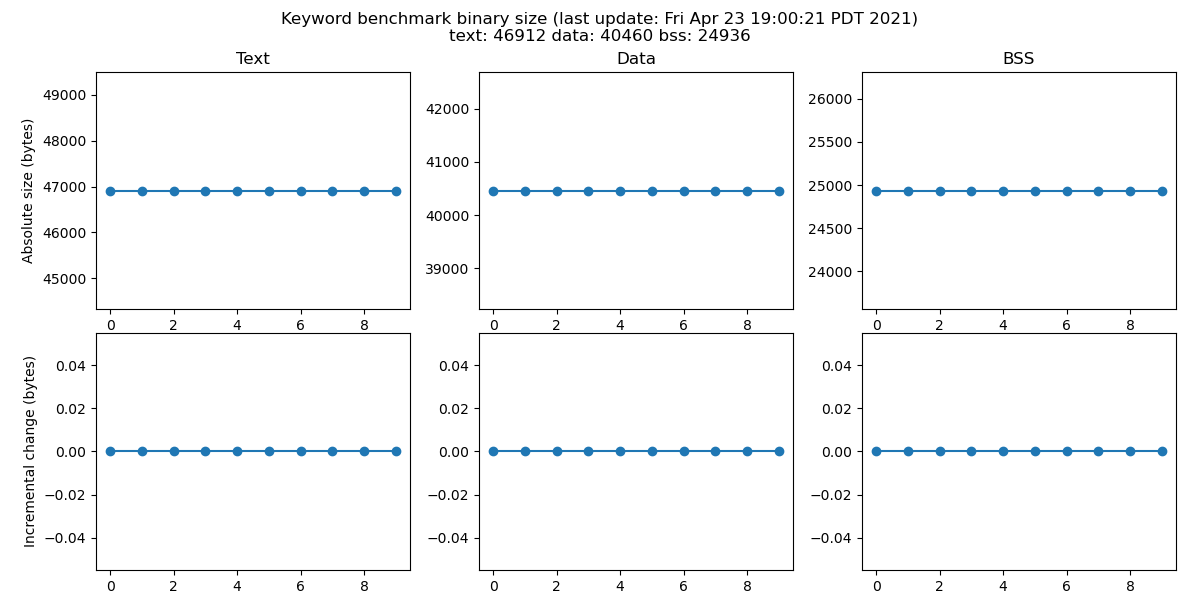 Keyword benchmark binary size (last update: Fri Apr 23 19:00:21 PDT 2021)
text: 46912 data: 40460 bss: 24936
Text
Data
BSS
Absolute size (bytes)
49000
48000
47000
46000
45000
0 2 4 6 8
42000
41000
40000
39000
0 2 4 6 8
26000
25500
25000
24500
24000
0 2 4 6 8
Incremental change (bytes)
0.04
0.02
0.00
−0.02
−0.04
0 2 4 6 8
0.04
0.02
0.00
−0.02
−0.04
0 2 4 6 8
0.04
0.02
0.00
−0.02
−0.04
0 2 4 6 8